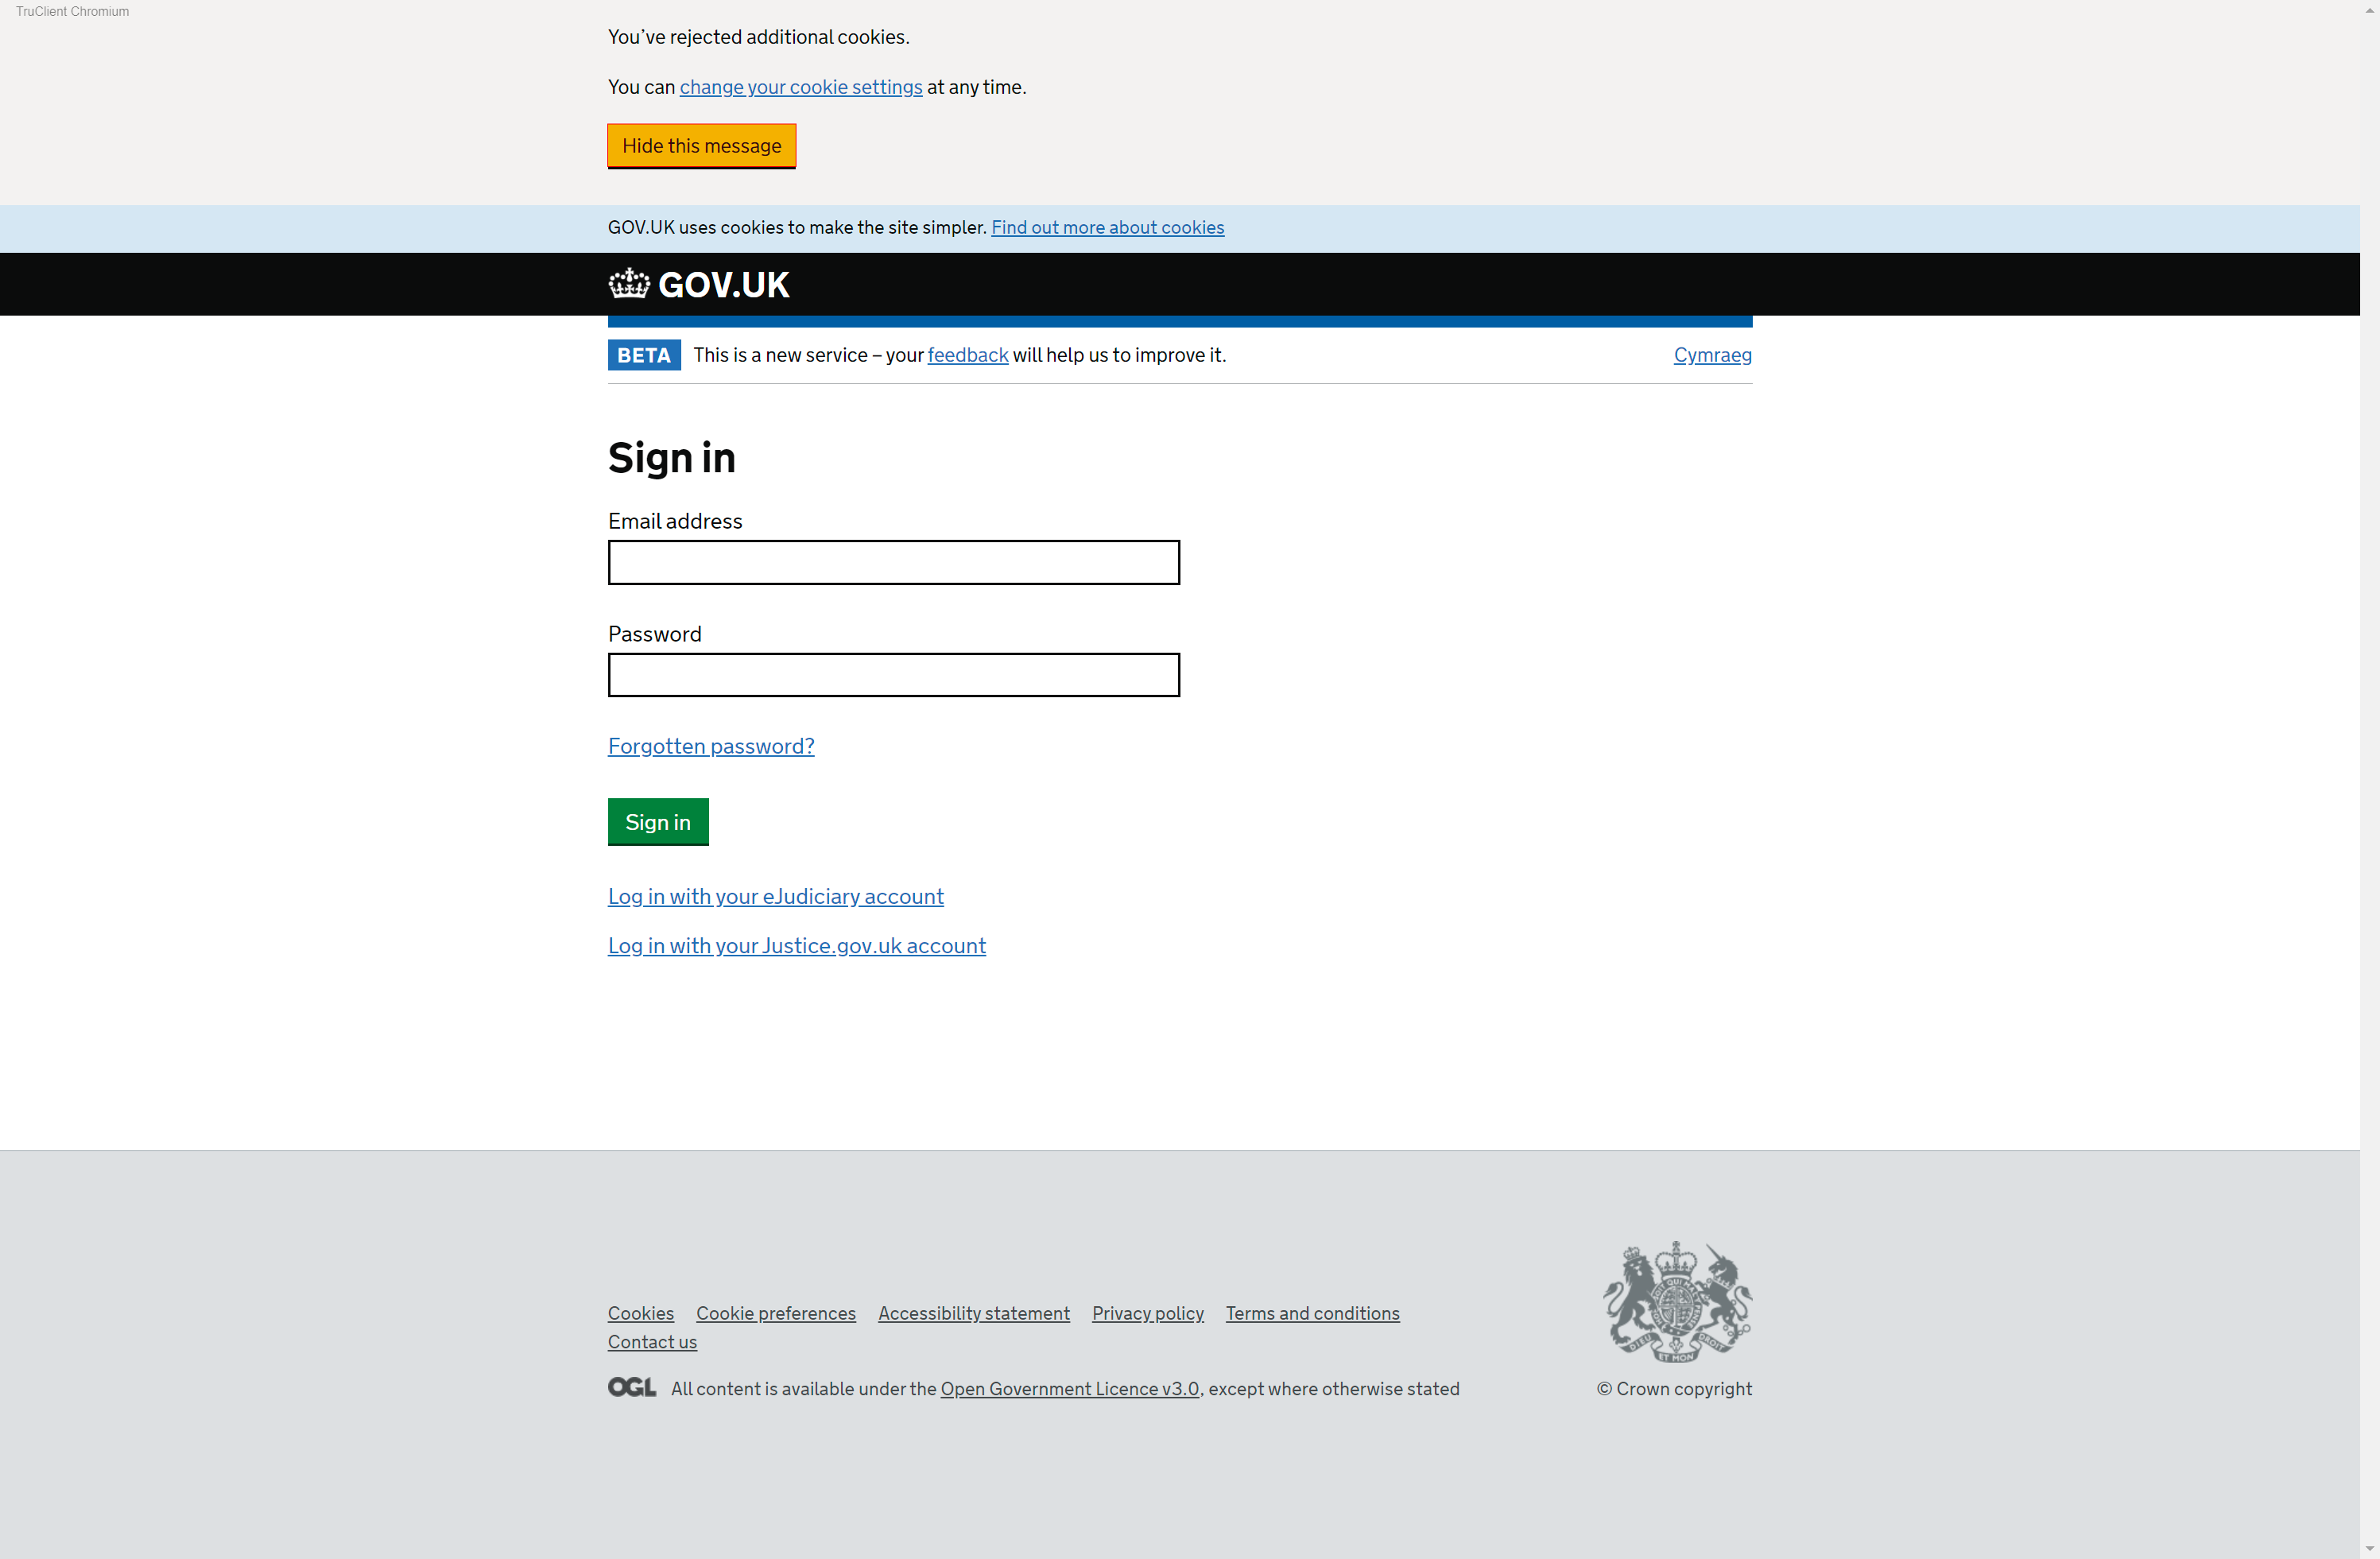 TruClient Chromium
You’ve rejected additional cookies.
You can change your cookie settings at any time.
Hide this message
GOV.UK uses cookies to make the site simpler. Find out more about cookies
GOV.UK
BETA This is a new service – your feedback will help us to improve it. Cymraeg
Sign in
Email address
Password
Forgotten password?
Sign in
Log in with your eJudiciary account
Log in with your Justice.gov.uk account
Cookies Cookie preferences Accessibility statement Privacy policy Terms and conditions
Contact us
DIEU ET MON DROIT
OGL All content is available under the Open Government Licence v3.0, except where otherwise stated
© Crown copyright